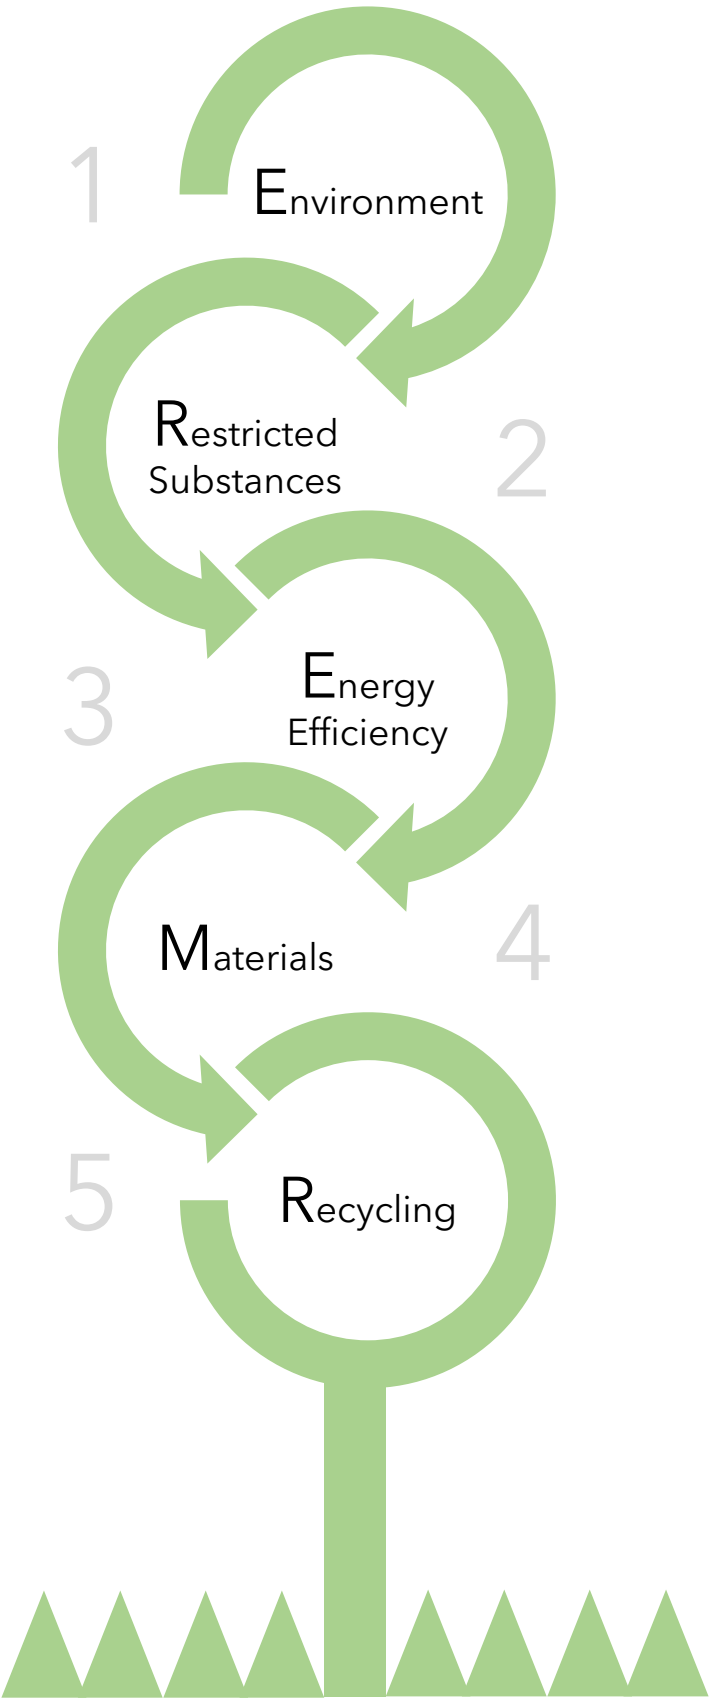 1
Environment
Restricted
Substances
2
3
Energy
Efficiency
Materials
4
5
Recycling